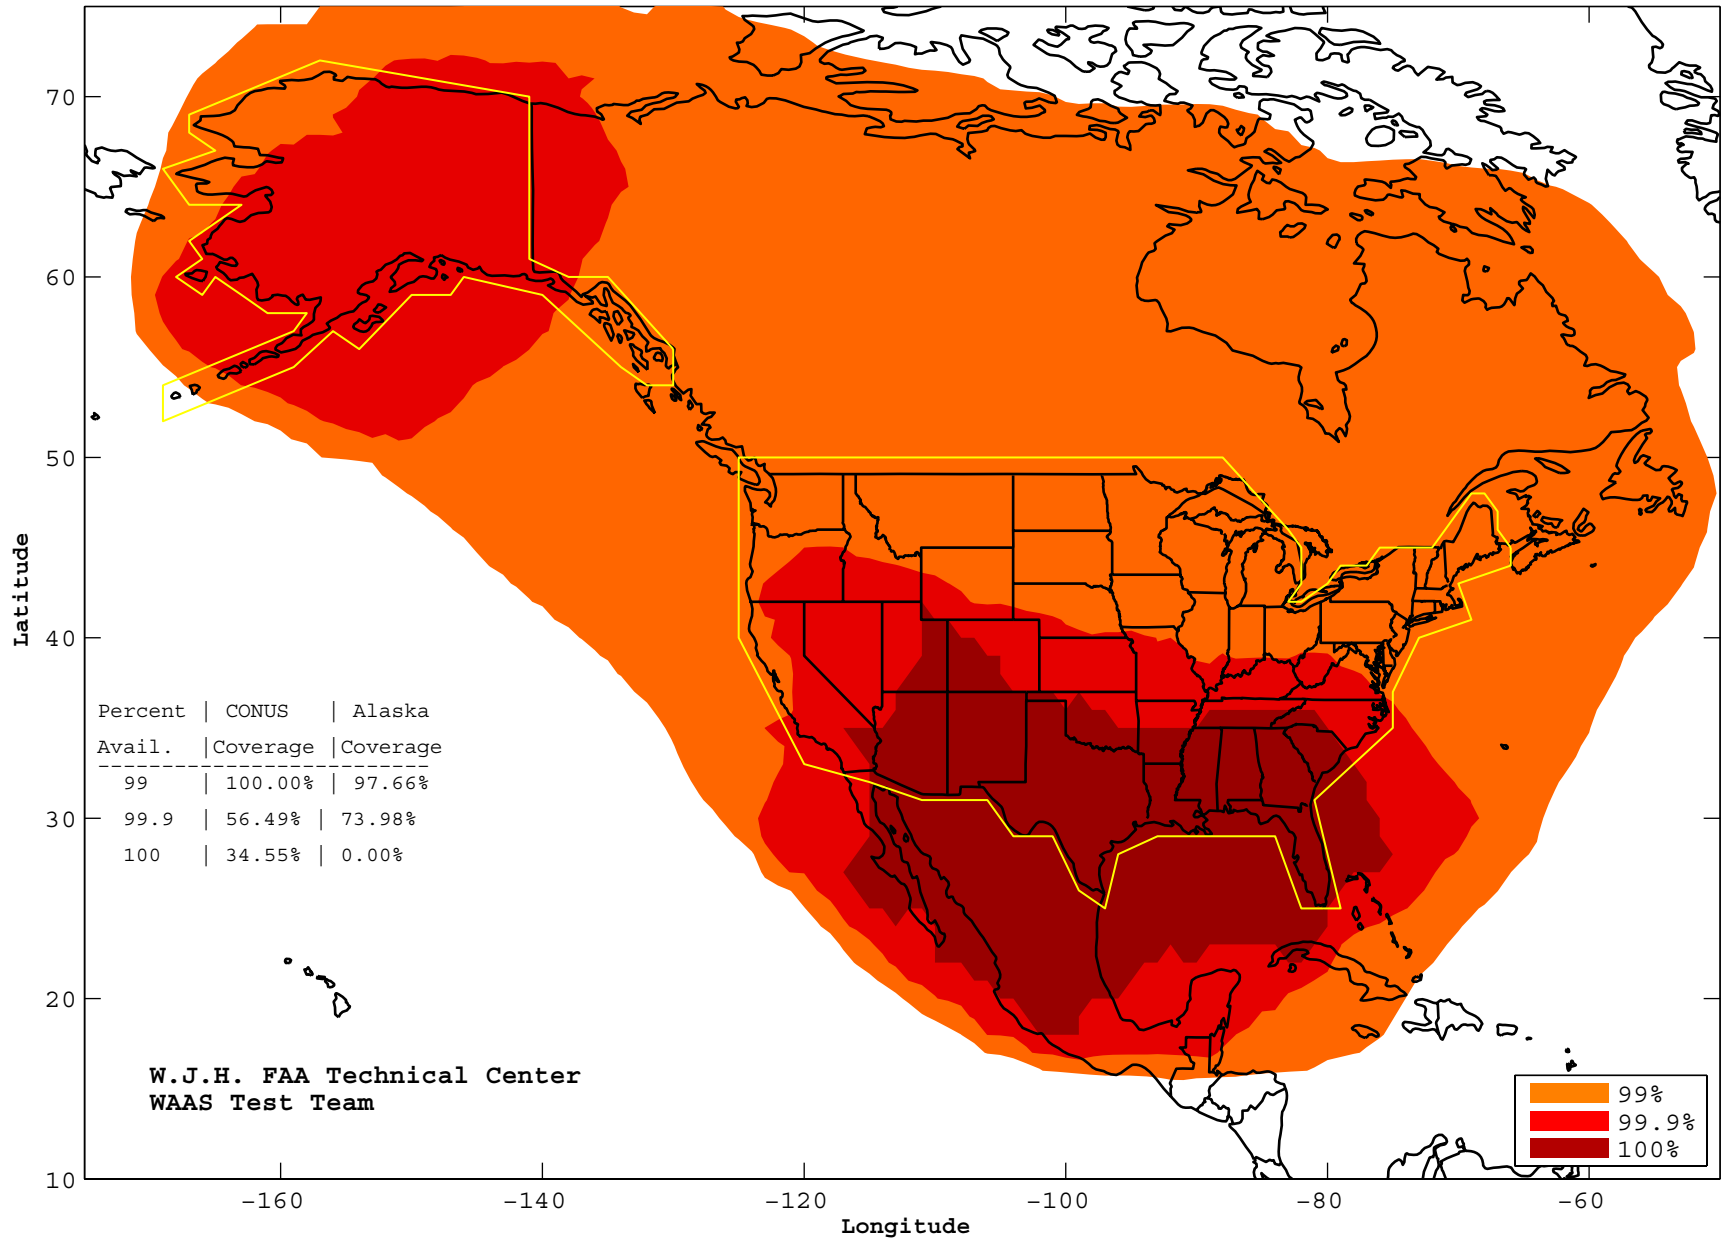 70
60
50
40
30
20
10
Latitude
Percent | CONUS | Alaska
Avail. |Coverage |Coverage
--------------------------
99 | 100.00% | 97.66%
99.9 | 56.49% | 73.98%
100 | 34.55% | 0.00%
W.J.H. FAA Technical Center
WAAS Test Team
99%
99.9%
100%
-160 -140 -120 -100 -80 -60
Longitude